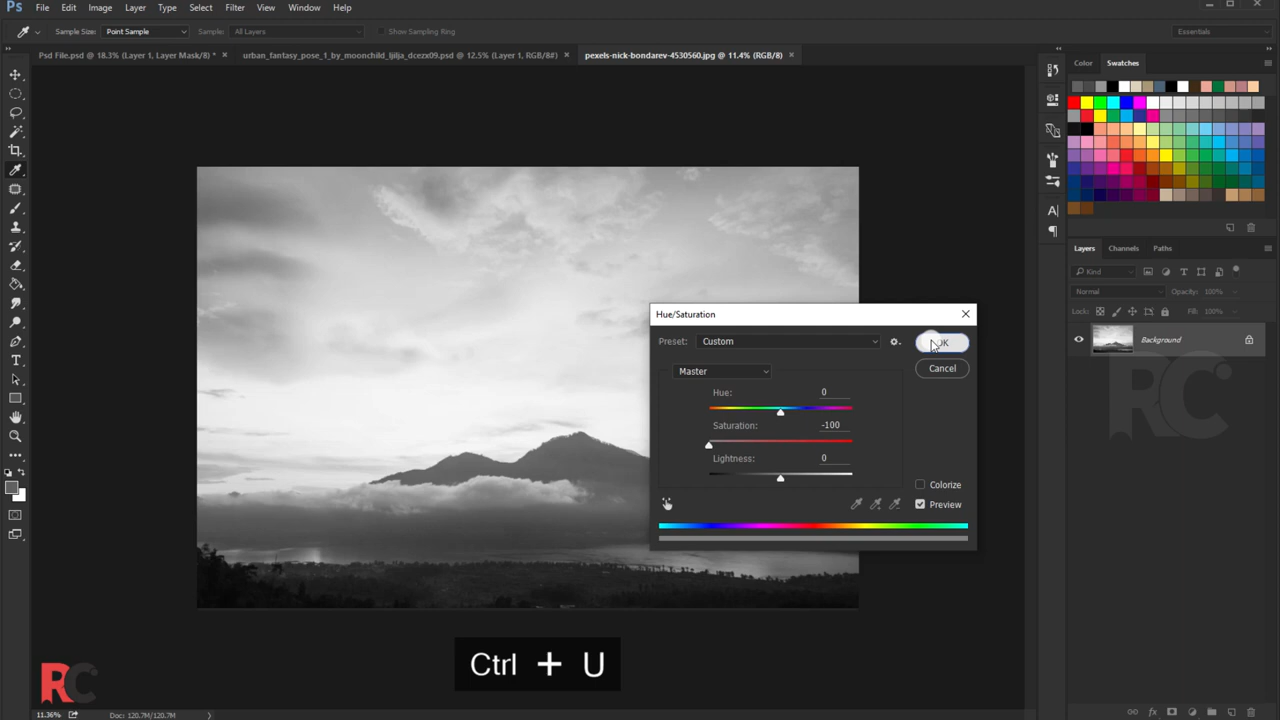 Ps File Edit Image Layer Type Select Filter View Window Help
Sample Size: Point Sample Sample: All Layers Show Sampling Ring Essentials
Psd File.psd @ 18.3% (Layer 1, Layer Mask/8) * × urban_fantasy_pose_1_by_moonchild_ljilja_dcezx09.psd @ 12.5% (Layer 1, RGB/8#) × pexels-nick-bondarev-4530560.jpg @ 11.4% (RGB/8) ×
Color Swatches
Layers Channels Paths
Kind
Normal Opacity: 100%
Lock: Fill: 100%
Background
RC
Hue/Saturation
Preset: Custom OK
Master Cancel
Hue: 0
Saturation: -100
Lightness: 0
Colorize
Preview
Ctrl + U
RC
11.36% Doc: 120.7M/120.7M